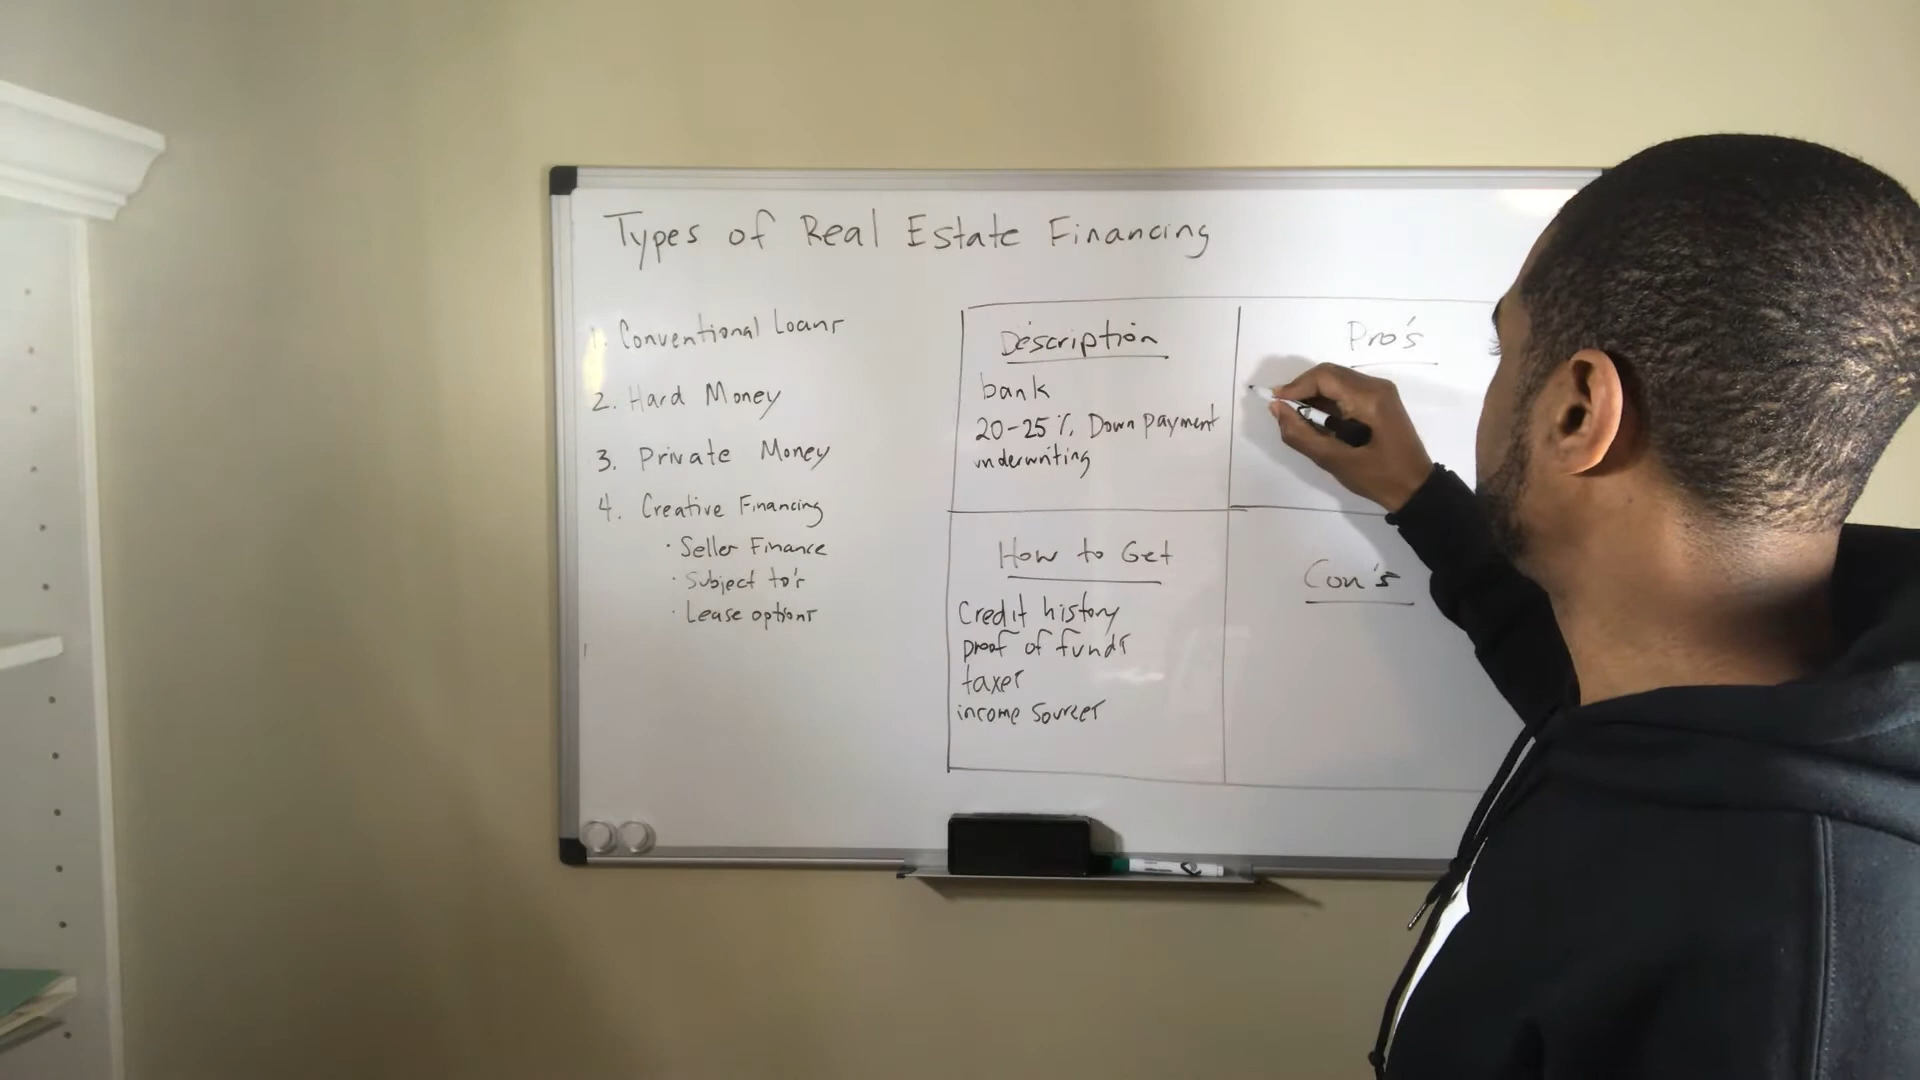 Types of Real Estate Financing
1. Conventional Loans
2. Hard Money
3. Private Money
4. Creative Financing
· Seller Finance
· Subject to's
· Lease options
Description
bank
20-25% Down payment
underwriting
Pro's
How to Get
Credit history
proof of funds
taxes
income sources
Con's